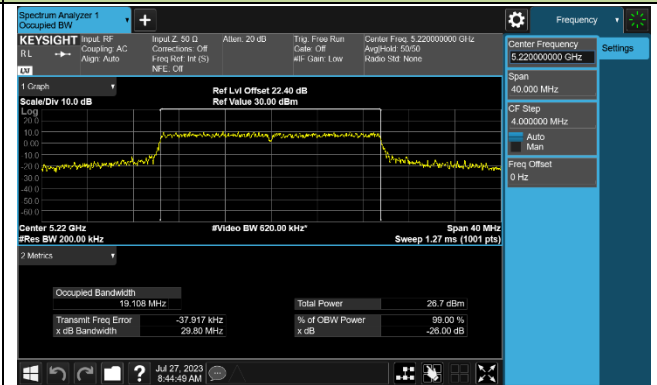 Spectrum Analyzer 1
Occupied BW
Frequency
KEYSIGHT
Input: RF
Coupling: AC
Align: Auto
Input Z: 50 Ω
Corrections: Off
Freq Ref: Int (S)
NFE: Off
Atten: 20 dB
Trig: Free Run
Gate: Off
#IF Gain: Low
Center Freq: 5.220000000 GHz
Avg|Hold: 50/50
Radio Std: None
RL
LXI
Center Frequency
5.220000000 GHz
Settings
Span
40.000 MHz
CF Step
4.000000 MHz
Auto
Man
Freq Offset
0 Hz
1 Graph
Scale/Div 10.0 dB
Ref Lvl Offset 22.40 dB
Ref Value 30.00 dBm
Log
20.0
10.0
0.00
-10.0
-20.0
-30.0
-40.0
-50.0
-60.0
Center 5.22 GHz
#Res BW 200.00 kHz
#Video BW 620.00 kHz*
Span 40 MHz
Sweep 1.27 ms (1001 pts)
2 Metrics
Occupied Bandwidth
19.108 MHz
Total Power 26.7 dBm
Transmit Freq Error -37.917 kHz
% of OBW Power 99.00 %
x dB Bandwidth 29.80 MHz
x dB -26.00 dB
Jul 27, 2023
8:44:49 AM